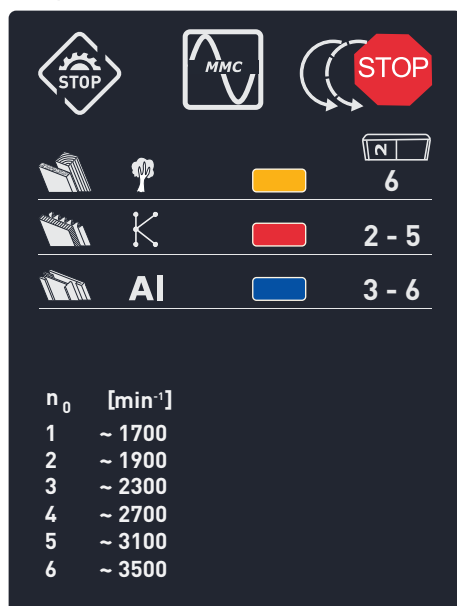 STOP
MMC
STOP
2
6
2 - 5
Al
3 - 6
n₀ [min⁻¹]
1 ~ 1700
2 ~ 1900
3 ~ 2300
4 ~ 2700
5 ~ 3100
6 ~ 3500